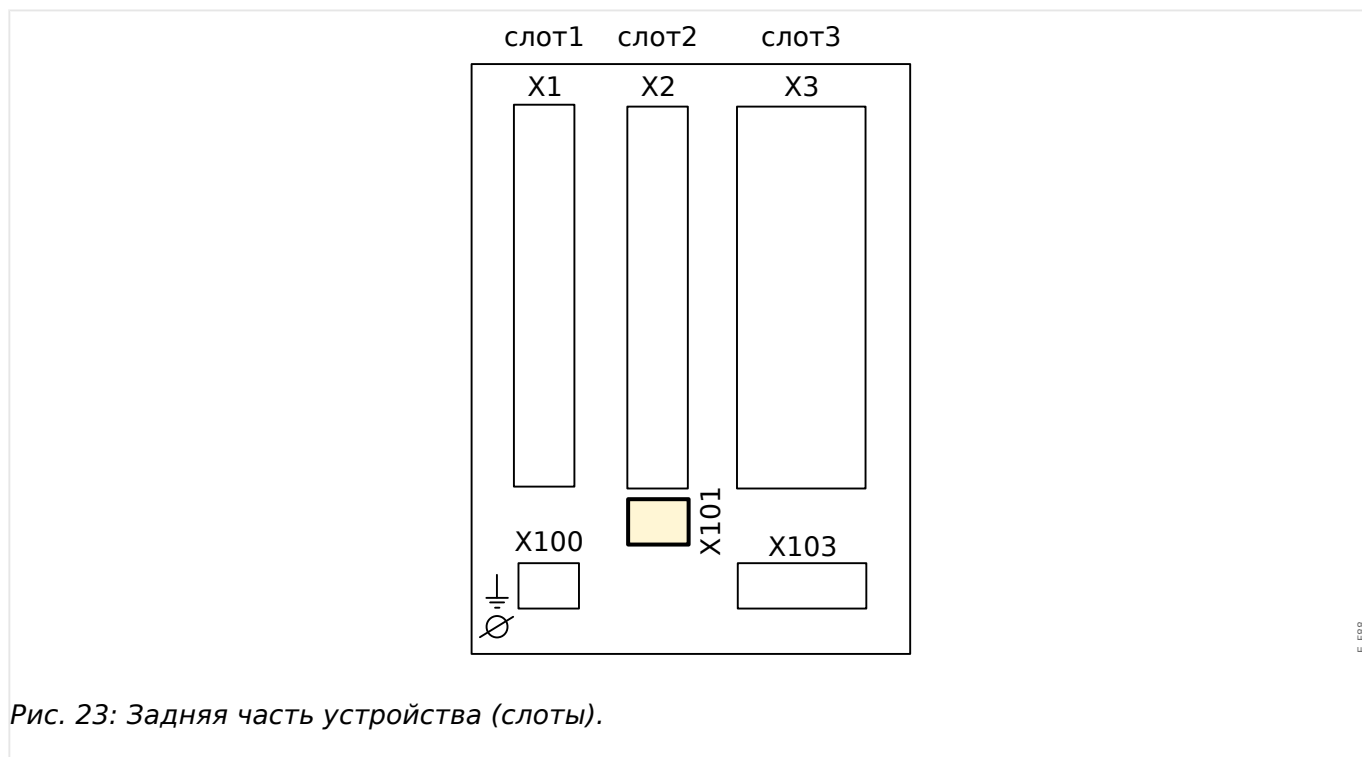 слот1 слот2 слот3
X1 X2 X3
X101
X100 X103
Рис. 23: Задняя часть устройства (слоты).